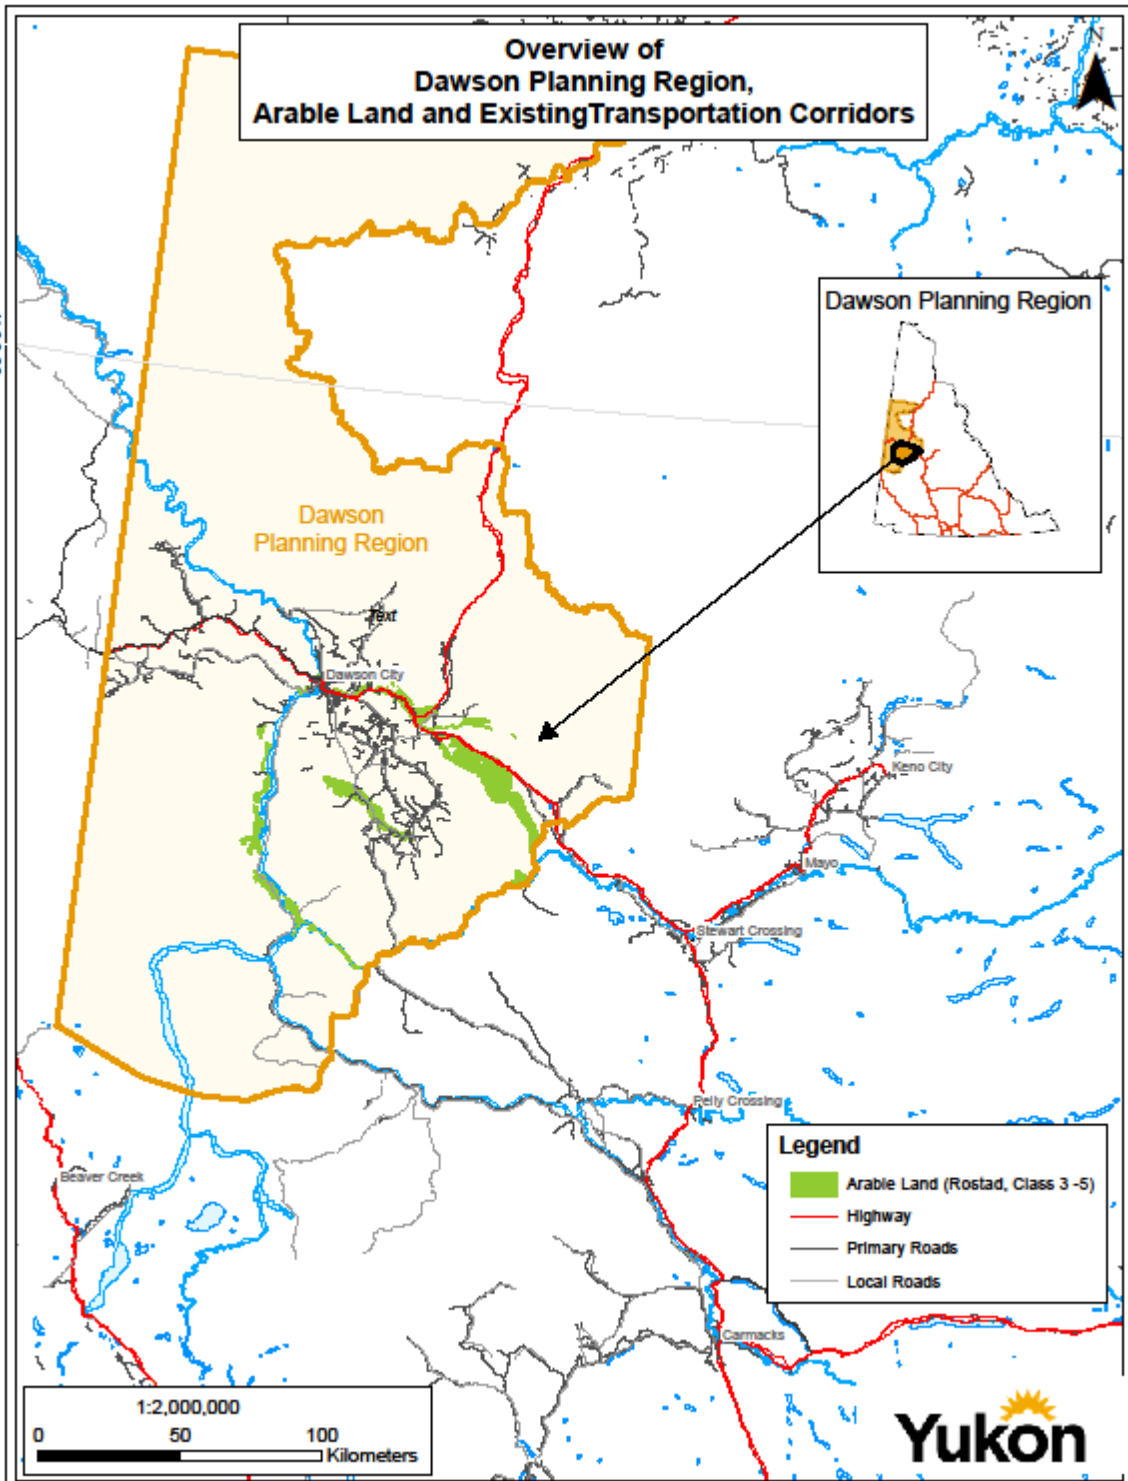 Overview of
Dawson Planning Region,
Arable Land and ExistingTransportation Corridors
N
Dawson Planning Region
Dawson
Planning Region
Text
Dawson City
Keno City
Mayo
Stewart Crossing
Pelly Crossing
Beaver Creek
Carmacks
Legend
Arable Land (Rostad, Class 3 -5)
Highway
Primary Roads
Local Roads
1:2,000,000
0 50 100
Kilometers
Yukon